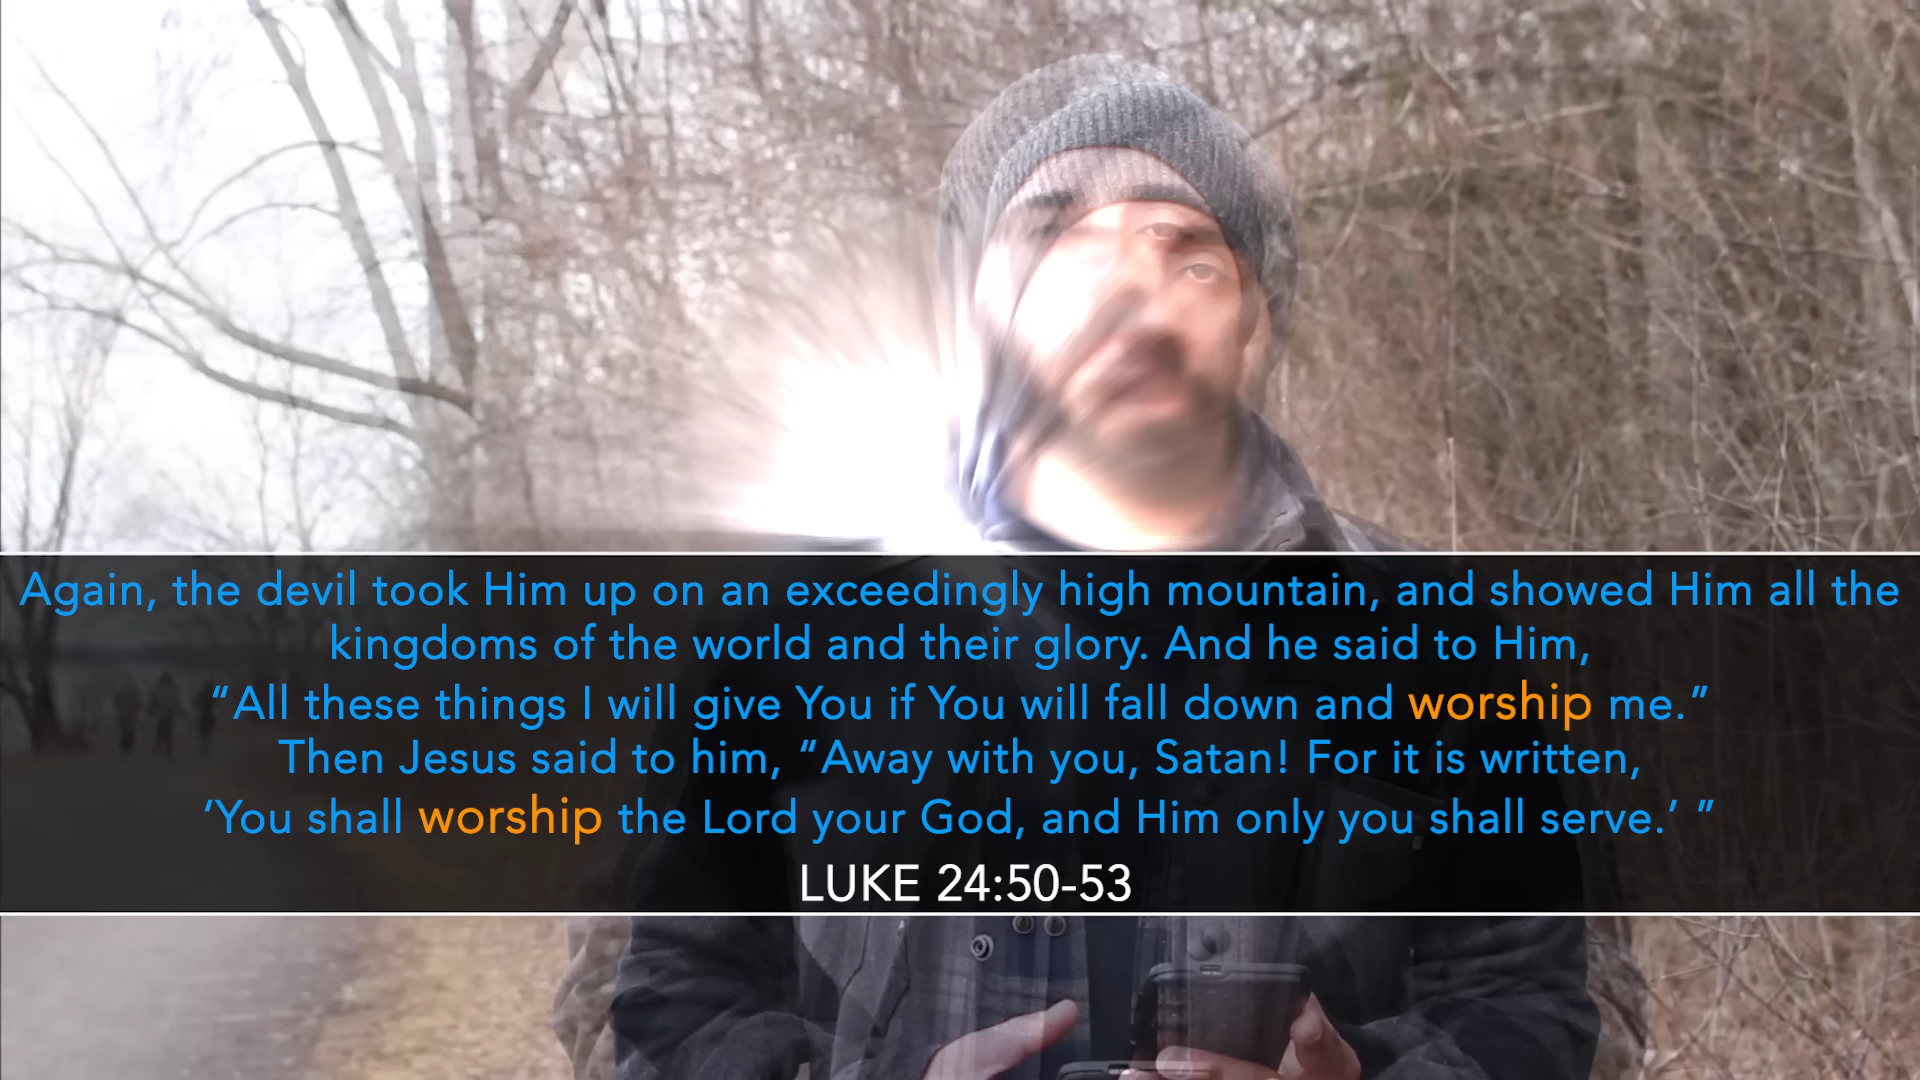 Again, the devil took Him up on an exceedingly high mountain, and showed Him all the
kingdoms of the world and their glory. And he said to Him,
“All these things I will give You if You will fall down and worship me.”
Then Jesus said to him, “Away with you, Satan! For it is written,
‘You shall worship the Lord your God, and Him only you shall serve.’ ”
LUKE 24:50-53